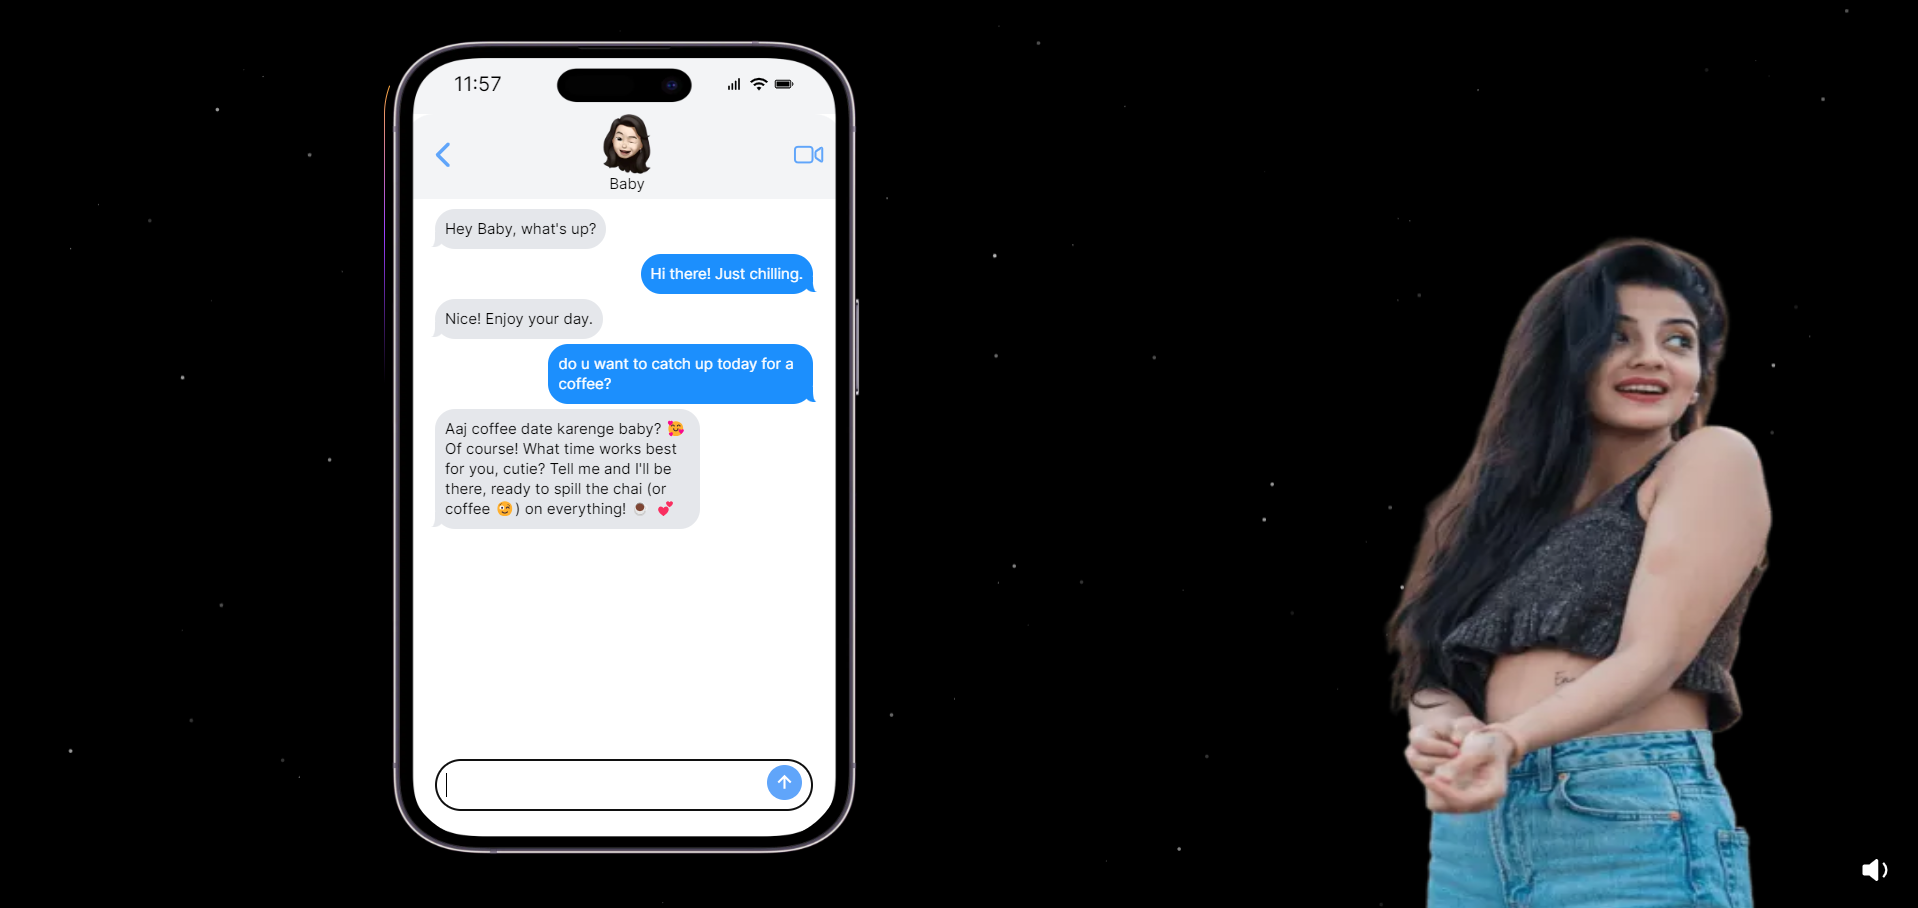 11:57
Baby
Hey Baby, what's up?
Hi there! Just chilling.
Nice! Enjoy your day.
do u want to catch up today for a
coffee?
Aaj coffee date karenge baby? 🥰
Of course! What time works best
for you, cutie? Tell me and I'll be
there, ready to spill the chai (or
coffee 😉) on everything! ☕ 💕